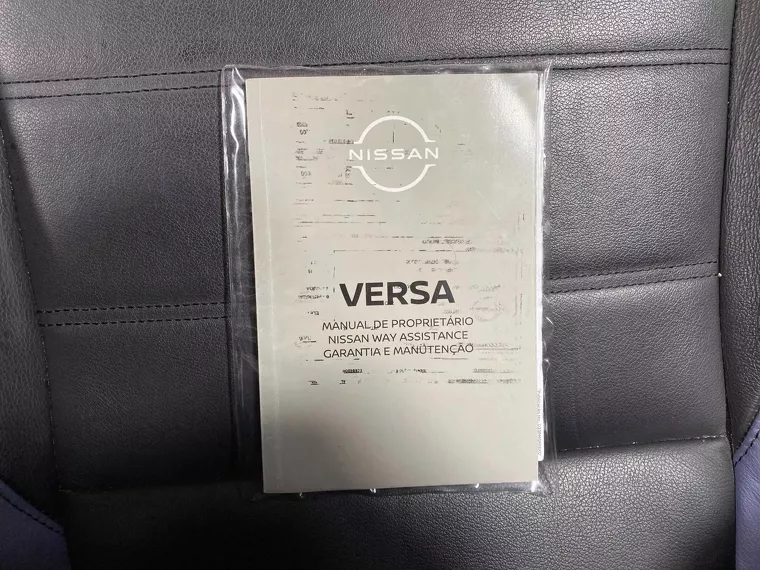 NISSAN
VERSA
MANUAL DE PROPRIETÁRIO
NISSAN WAY ASSISTANCE
GARANTIA E MANUTENÇÃO